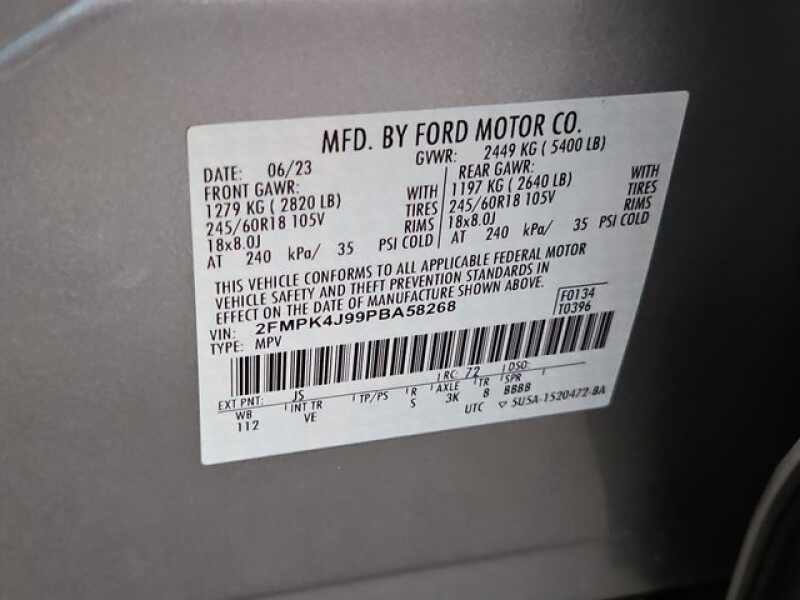 MFD. BY FORD MOTOR CO.
DATE: 06/23 GVWR: 2449 KG ( 5400 LB)
FRONT GAWR: REAR GAWR:
1279 KG ( 2820 LB) WITH 1197 KG ( 2640 LB) WITH
245/60R18 105V TIRES 245/60R18 105V TIRES
18x8.0J RIMS 18x8.0J RIMS
AT 240 kPa/ 35 PSI COLD AT 240 kPa/ 35 PSI COLD
THIS VEHICLE CONFORMS TO ALL APPLICABLE FEDERAL MOTOR
VEHICLE SAFETY AND THEFT PREVENTION STANDARDS IN
EFFECT ON THE DATE OF MANUFACTURE SHOWN ABOVE.
VIN: 2FMPK4J99PBA58268 F0134
TYPE: MPV T0396
EXT PNT: JS RC: 72 DSO:
WB INT TR TP/PS R AXLE TR SPR
112 VE S 3K 8 BBBB
UTC 5U5A-1520472-BA